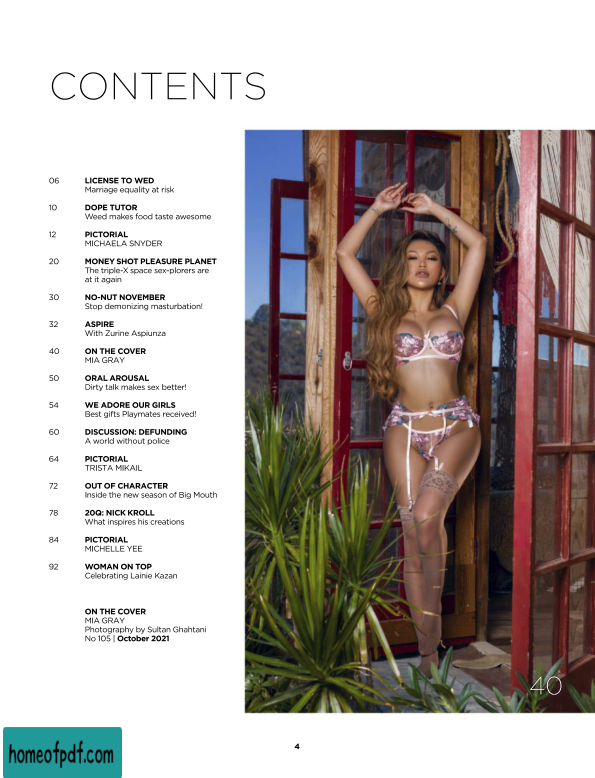 CONTENTS
06 LICENSE TO WED
Marriage equality at risk
10 DOPE TUTOR
Weed makes food taste awesome
12 PICTORIAL
MICHAELA SNYDER
20 MONEY SHOT PLEASURE PLANET
The triple-X space sex-plorers are
at it again
30 NO-NUT NOVEMBER
Stop demonizing masturbation!
32 ASPIRE
With Zurine Aspiunza
40 ON THE COVER
MIA GRAY
50 ORAL AROUSAL
Dirty talk makes sex better!
54 WE ADORE OUR GIRLS
Best gifts Playmates received!
60 DISCUSSION: DEFUNDING
A world without police
64 PICTORIAL
TRISTA MIKAIL
72 OUT OF CHARACTER
Inside the new season of Big Mouth
78 20Q: NICK KROLL
What inspires his creations
84 PICTORIAL
MICHELLE YEE
92 WOMAN ON TOP
Celebrating Lainie Kazan
ON THE COVER
MIA GRAY
Photography by Sultan Ghahtani
No 105 | October 2021
40
4
homeofpdf.com